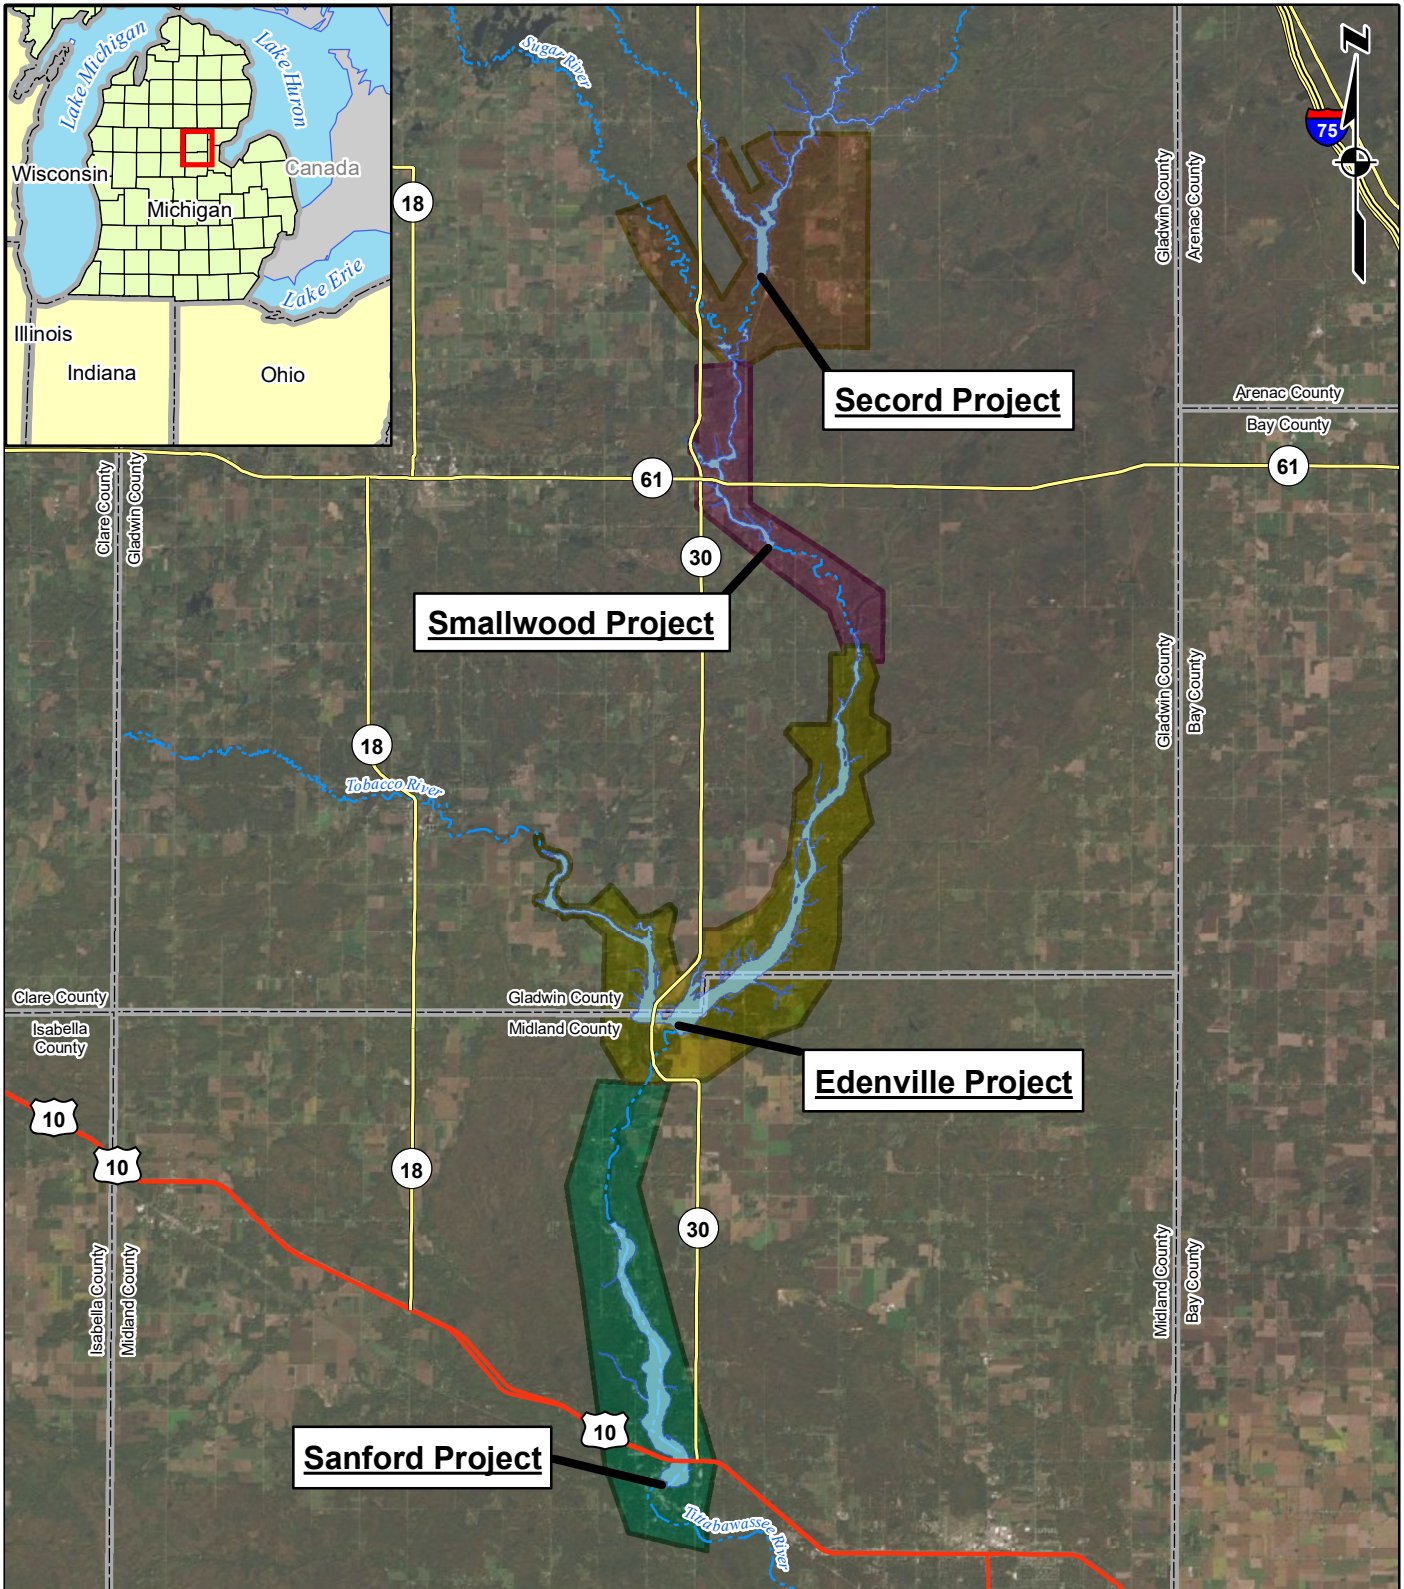 Lake Michigan
Lake Huron
Wisconsin
Canada
Michigan
Lake Erie
Illinois
Indiana
Ohio
Sugar River
N
75
18
Gladwin County
Arenac County
Secord Project
Arenac County
Bay County
61
61
Clare County
Gladwin County
30
Smallwood Project
Gladwin County
Bay County
18
Tobacco River
Clare County
Gladwin County
Isabella
County
Midland County
Edenville Project
10
10
18
30
Isabella County
Midland County
Midland County
Bay County
10
Sanford Project
Tittabawassee
River